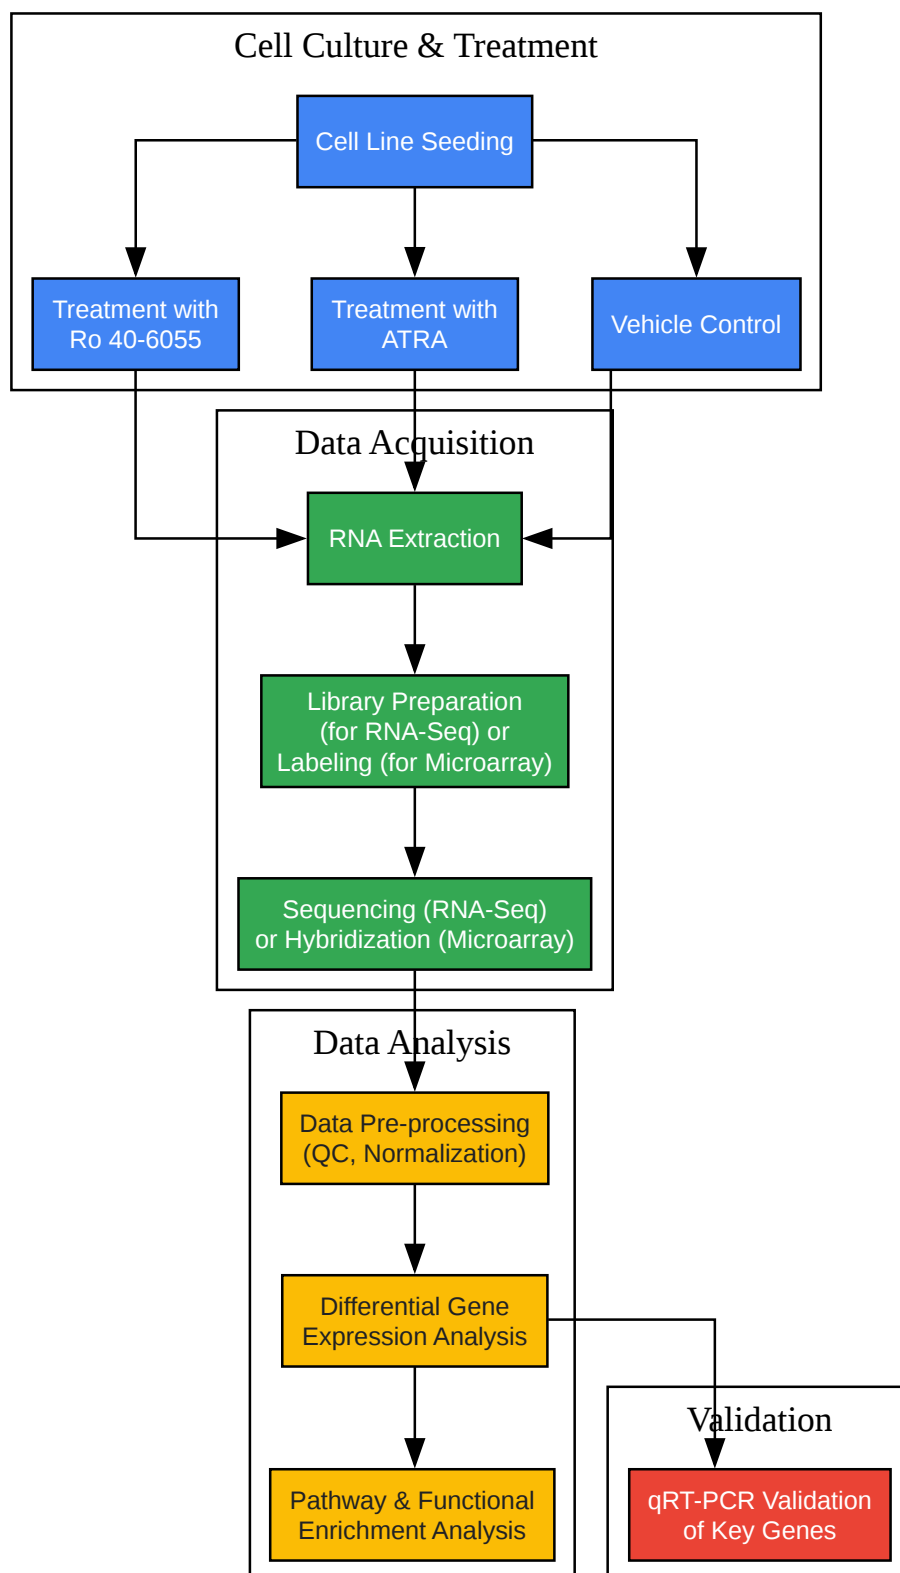 Cell Culture & Treatment
Cell Line Seeding
Treatment with
Ro 40-6055
Treatment with
ATRA
Vehicle Control
Data Acquisition
RNA Extraction
Library Preparation
(for RNA-Seq) or
Labeling (for Microarray)
Sequencing (RNA-Seq)
or Hybridization (Microarray)
Data Analysis
Data Pre-processing
(QC, Normalization)
Differential Gene
Expression Analysis
Pathway & Functional
Enrichment Analysis
Validation
qRT-PCR Validation
of Key Genes